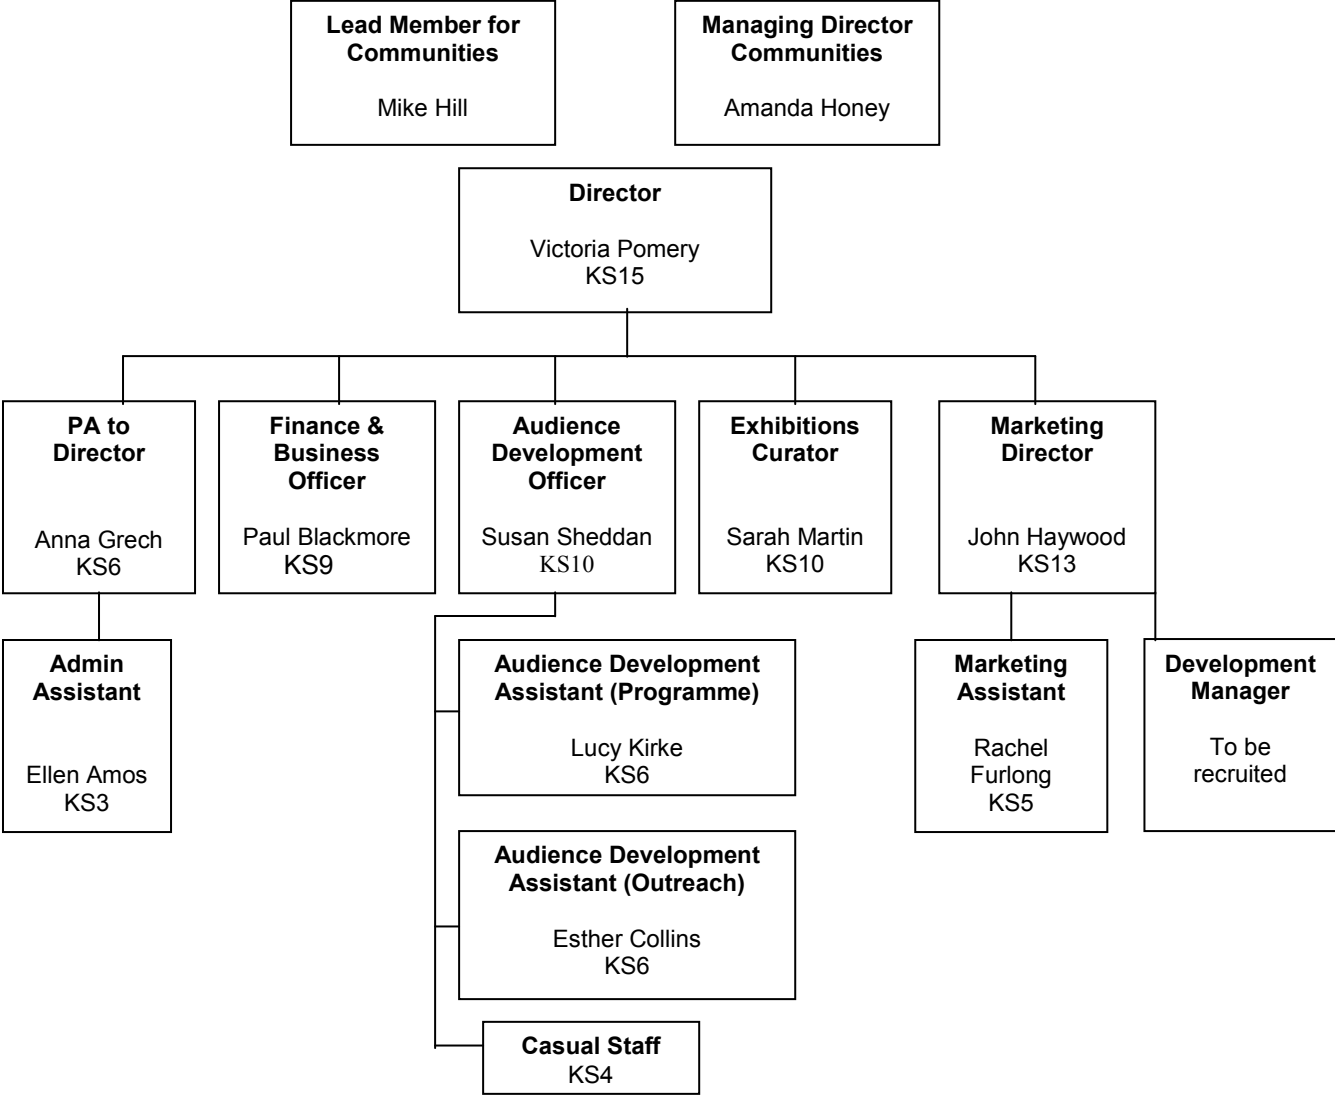 Lead Member for
Communities
Mike Hill
Managing Director
Communities
Amanda Honey
Director
Victoria Pomery
KS15
PA to
Director
Anna Grech
KS6
Finance &
Business
Officer
Paul Blackmore
KS9
Audience
Development
Officer
Susan Sheddan
KS10
Exhibitions
Curator
Sarah Martin
KS10
Marketing
Director
John Haywood
KS13
Admin
Assistant
Ellen Amos
KS3
Audience Development
Assistant (Programme)
Lucy Kirke
KS6
Audience Development
Assistant (Outreach)
Esther Collins
KS6
Casual Staff
KS4
Marketing
Assistant
Rachel
Furlong
KS5
Development
Manager
To be
recruited